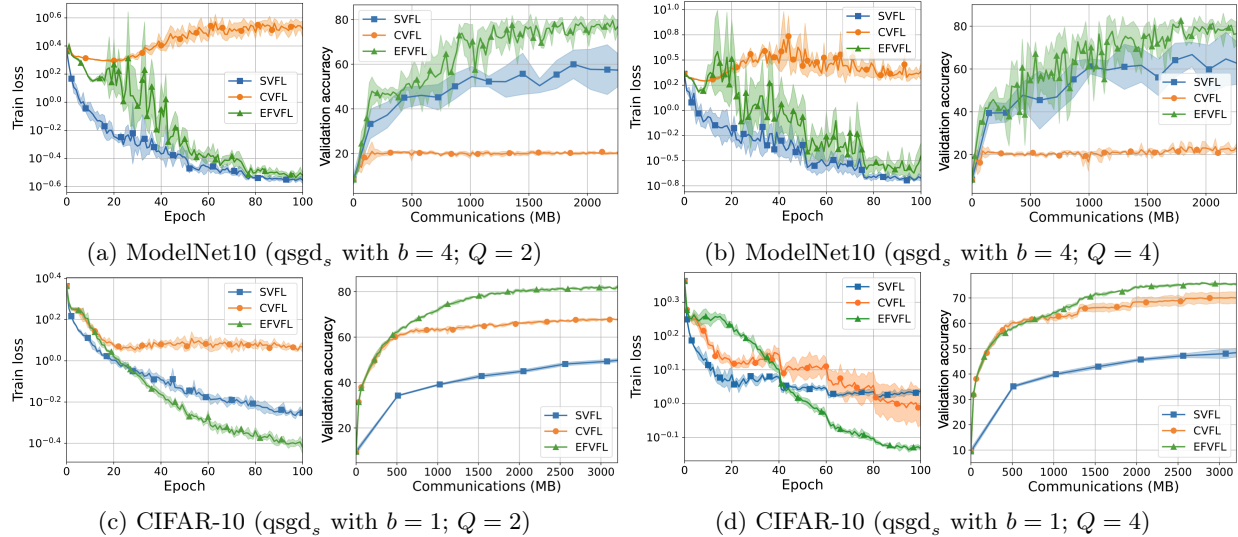 10^0.6
10^0.4
10^0.2
10^0.0
10^−0.2
10^−0.4
10^−0.6
Train loss
SVFL
CVFL
EFVFL
0 20 40 60 80 100
Epoch
80
60
40
20
Validation accuracy
SVFL
CVFL
EFVFL
0 500 1000 1500 2000
Communications (MB)
10^1.0
10^0.8
10^0.5
10^0.2
10^0.0
10^−0.2
10^−0.5
10^−0.8
Train loss
SVFL
CVFL
EFVFL
0 20 40 60 80 100
Epoch
80
60
40
20
Validation accuracy
SVFL
CVFL
EFVFL
0 500 1000 1500 2000
Communications (MB)
(a) ModelNet10 (qsgd_s with b = 4; Q = 2)
(b) ModelNet10 (qsgd_s with b = 4; Q = 4)
10^0.4
10^0.2
10^0.0
10^−0.2
10^−0.4
Train loss
SVFL
CVFL
EFVFL
0 20 40 60 80 100
Epoch
80
60
40
20
Validation accuracy
SVFL
CVFL
EFVFL
0 500 1000 1500 2000 2500 3000
Communications (MB)
10^0.3
10^0.2
10^0.1
10^0.0
10^−0.1
Train loss
SVFL
CVFL
EFVFL
0 20 40 60 80 100
Epoch
70
60
50
40
30
20
10
Validation accuracy
SVFL
CVFL
EFVFL
0 500 1000 1500 2000 2500 3000
Communications (MB)
(c) CIFAR-10 (qsgd_s with b = 1; Q = 2)
(d) CIFAR-10 (qsgd_s with b = 1; Q = 4)